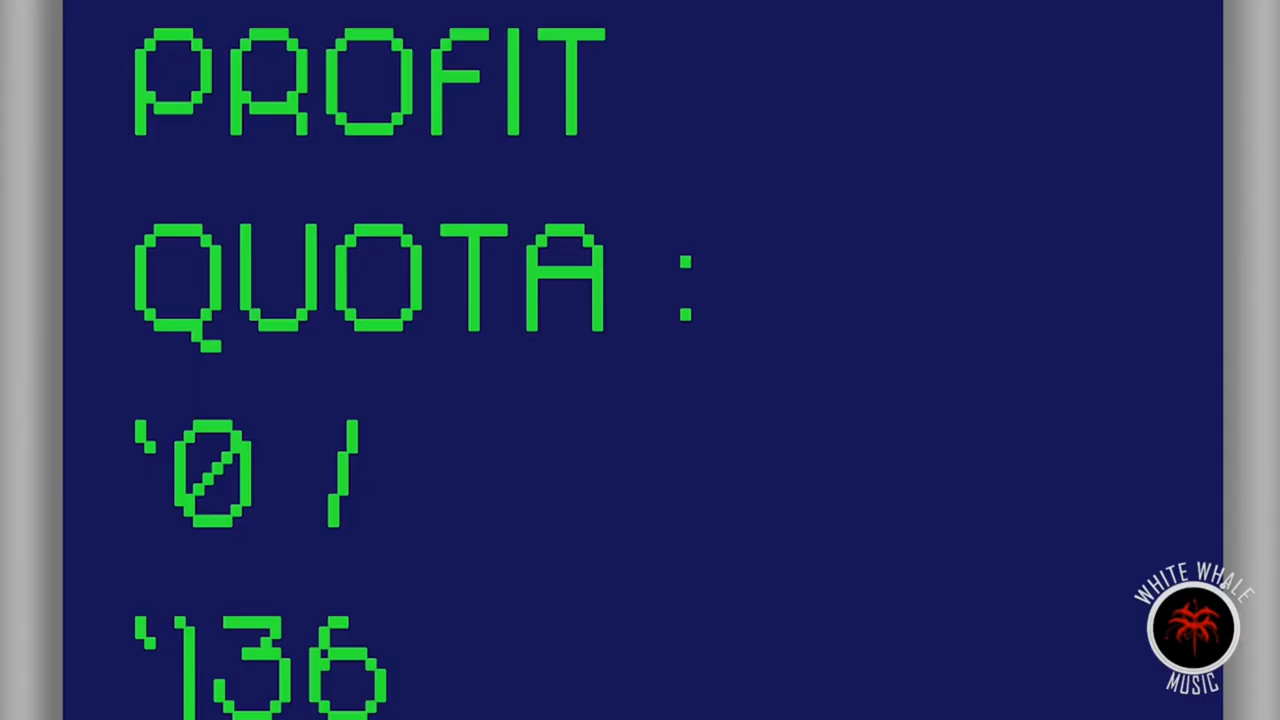 PROFIT
QUOTA :
‘0 /
‘136
WHITE WHALE
MUSIC